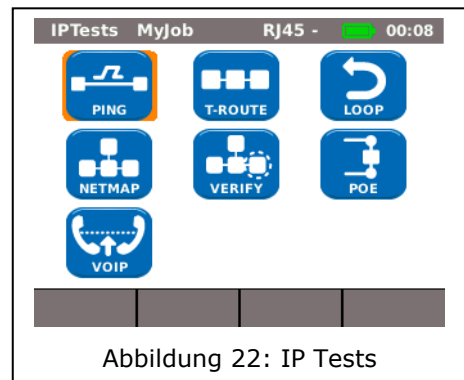 IPTests MyJob RJ45 - 00:08
PING T-ROUTE LOOP
NETMAP VERIFY POE
VOIP
Abbildung 22: IP Tests